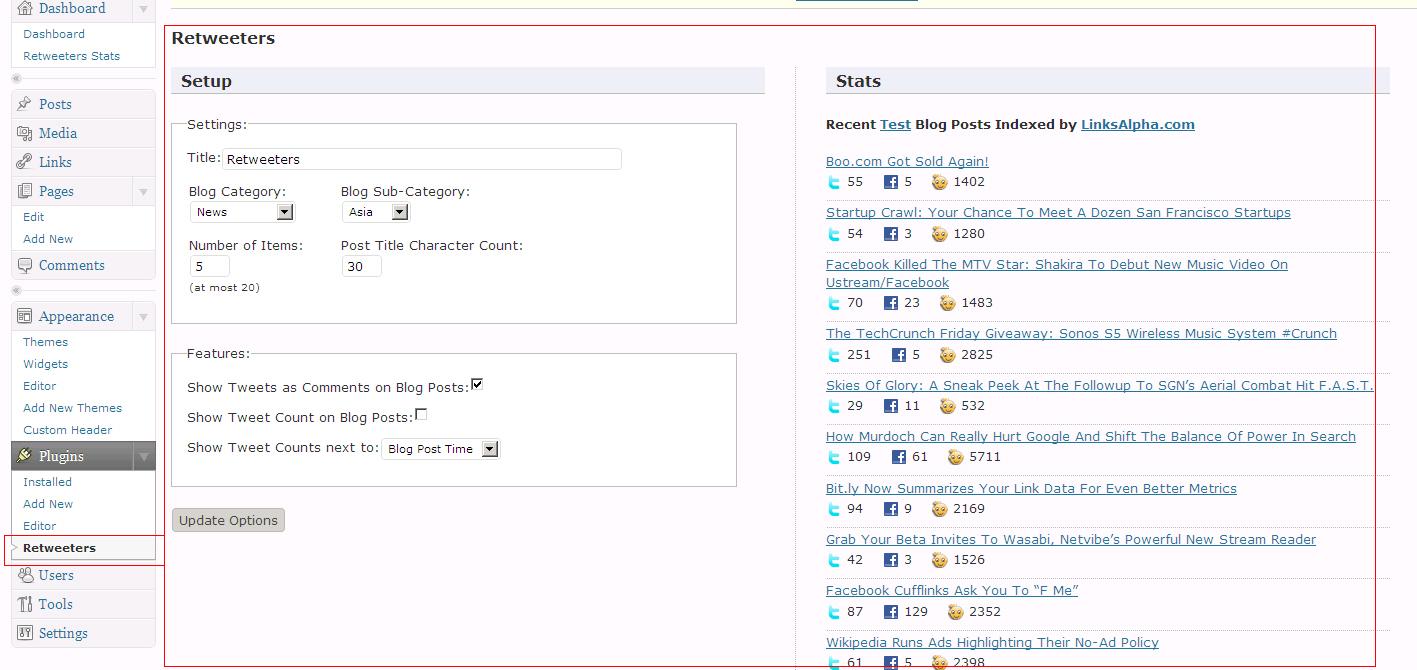 Dashboard
Dashboard
Retweeters Stats
Posts
Media
Links
Pages
Edit
Add New
Comments
Appearance
Themes
Widgets
Editor
Add New Themes
Custom Header
Plugins
Installed
Add New
Editor
Retweeters
Users
Tools
Settings
Retweeters
Setup
Settings:
Title: Retweeters
Blog Category: Blog Sub-Category:
News Asia
Number of Items: Post Title Character Count:
5 30
(at most 20)
Features:
Show Tweets as Comments on Blog Posts:
Show Tweet Count on Blog Posts:
Show Tweet Counts next to: Blog Post Time
Update Options
Stats
Recent Test Blog Posts Indexed by LinksAlpha.com
Boo.com Got Sold Again!
55 5 1402
Startup Crawl: Your Chance To Meet A Dozen San Francisco Startups
54 3 1280
Facebook Killed The MTV Star: Shakira To Debut New Music Video On
Ustream/Facebook
70 23 1483
The TechCrunch Friday Giveaway: Sonos S5 Wireless Music System #Crunch
251 5 2825
Skies Of Glory: A Sneak Peek At The Followup To SGN’s Aerial Combat Hit F.A.S.T.
29 11 532
How Murdoch Can Really Hurt Google And Shift The Balance Of Power In Search
109 61 5711
Bit.ly Now Summarizes Your Link Data For Even Better Metrics
94 9 2169
Grab Your Beta Invites To Wasabi, Netvibe’s Powerful New Stream Reader
42 3 1526
Facebook Cufflinks Ask You To “F Me”
87 129 2352
Wikipedia Runs Ads Highlighting Their No-Ad Policy
61 5 2398